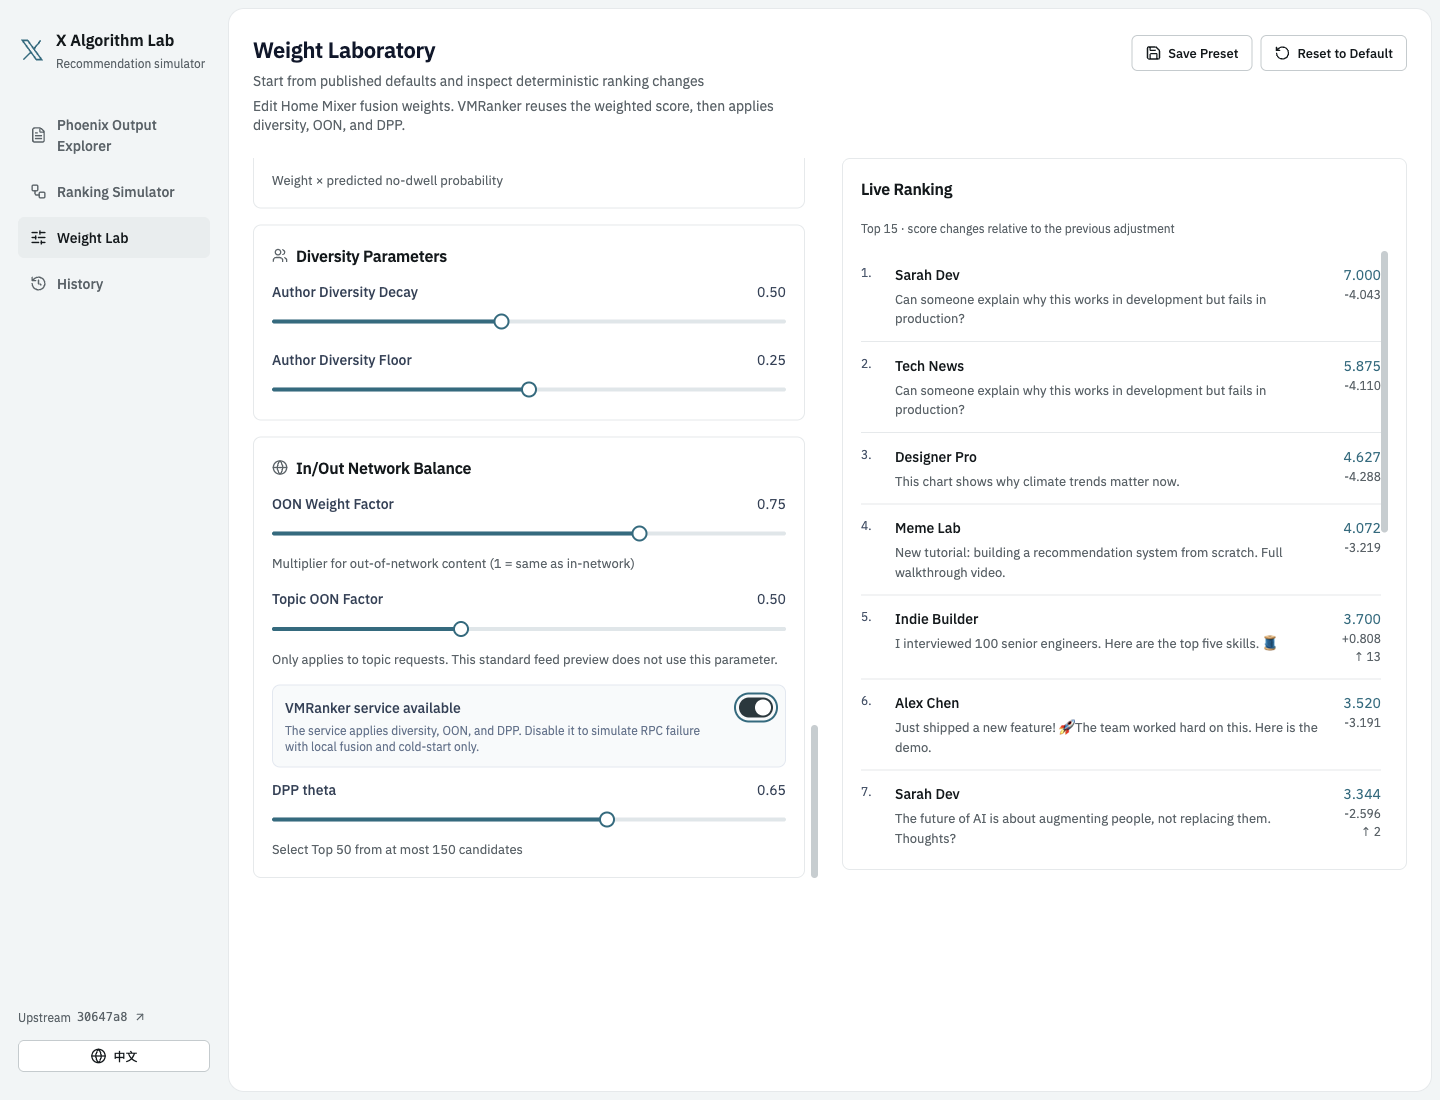 X Algorithm Lab
Recommendation simulator
Phoenix Output
Explorer
Ranking Simulator
Weight Lab
History
Upstream 30647a8 ↗
中文
Weight Laboratory
Start from published defaults and inspect deterministic ranking changes
Edit Home Mixer fusion weights. VMRanker reuses the weighted score, then applies
diversity, OON, and DPP.
Save Preset
Reset to Default
Weight × predicted no-dwell probability
Diversity Parameters
Author Diversity Decay 0.50
Author Diversity Floor 0.25
In/Out Network Balance
OON Weight Factor 0.75
Multiplier for out-of-network content (1 = same as in-network)
Topic OON Factor 0.50
Only applies to topic requests. This standard feed preview does not use this parameter.
VMRanker service available
The service applies diversity, OON, and DPP. Disable it to simulate RPC failure
with local fusion and cold-start only.
DPP theta 0.65
Select Top 50 from at most 150 candidates
Live Ranking
Top 15 · score changes relative to the previous adjustment
1. Sarah Dev 7.000
-4.043
Can someone explain why this works in development but fails in
production?
2. Tech News 5.875
-4.110
Can someone explain why this works in development but fails in
production?
3. Designer Pro 4.627
-4.288
This chart shows why climate trends matter now.
4. Meme Lab 4.072
-3.219
New tutorial: building a recommendation system from scratch. Full
walkthrough video.
5. Indie Builder 3.700
+0.808
I interviewed 100 senior engineers. Here are the top five skills. 🧵
↑ 13
6. Alex Chen 3.520
-3.191
Just shipped a new feature! 🚀The team worked hard on this. Here is the
demo.
7. Sarah Dev 3.344
-2.596
The future of AI is about augmenting people, not replacing them.
↑ 2
Thoughts?